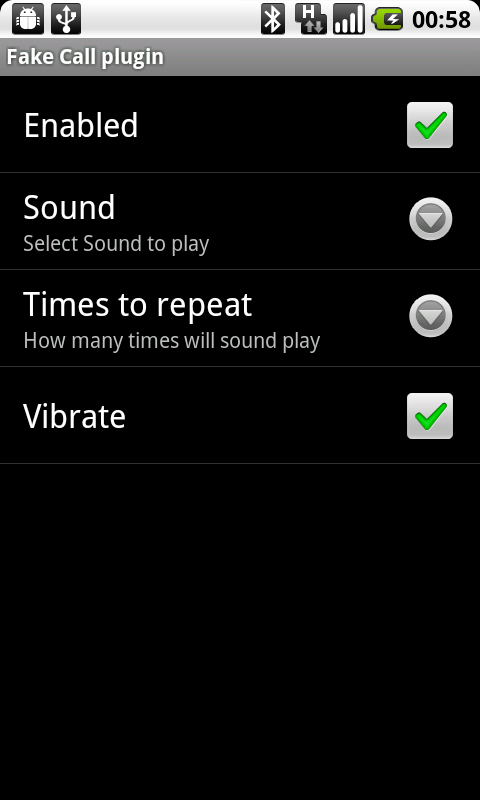 H 00:58
Fake Call plugin
Enabled
Sound
Select Sound to play
Times to repeat
How many times will sound play
Vibrate